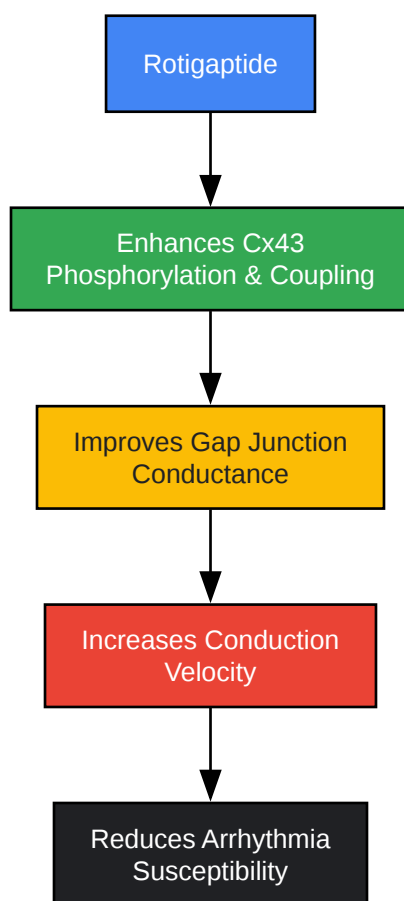 Rotigaptide
Enhances Cx43
Phosphorylation & Coupling
Improves Gap Junction
Conductance
Increases Conduction
Velocity
Reduces Arrhythmia
Susceptibility